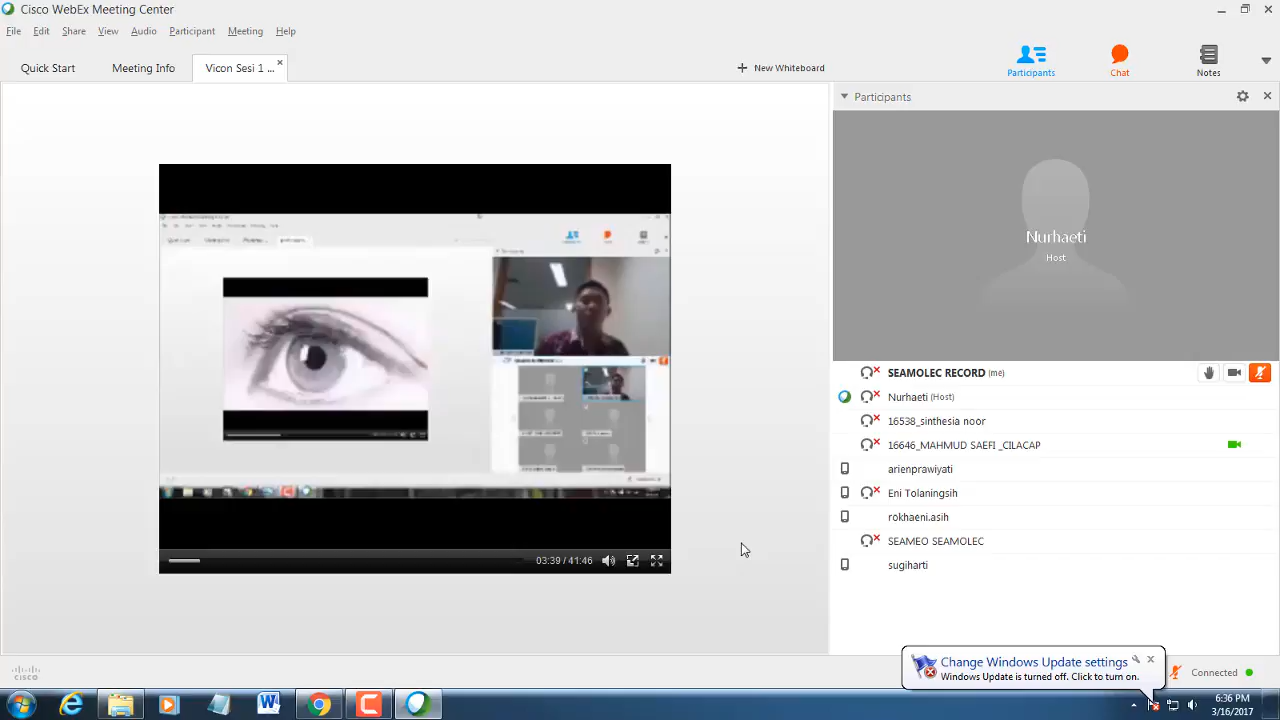 Cisco WebEx Meeting Center
File Edit Share View Audio Participant Meeting Help
Quick Start Meeting Info Vicon Sesi 1 ... × New Whiteboard
Participants Chat Notes
Participants
Nurhaeti
Host
SEAMOLEC RECORD (me)
Nurhaeti (Host)
16538_sinthesia noor
16646_MAHMUD SAEFI _CILACAP
arienprawiyati
Eni Tolaningsih
rokhaeni.asih
SEAMEO SEAMOLEC
sugiharti
03:39 / 41:46
Change Windows Update settings
Windows Update is turned off. Click to turn on.
cisco
Connected
6:36 PM
3/16/2017